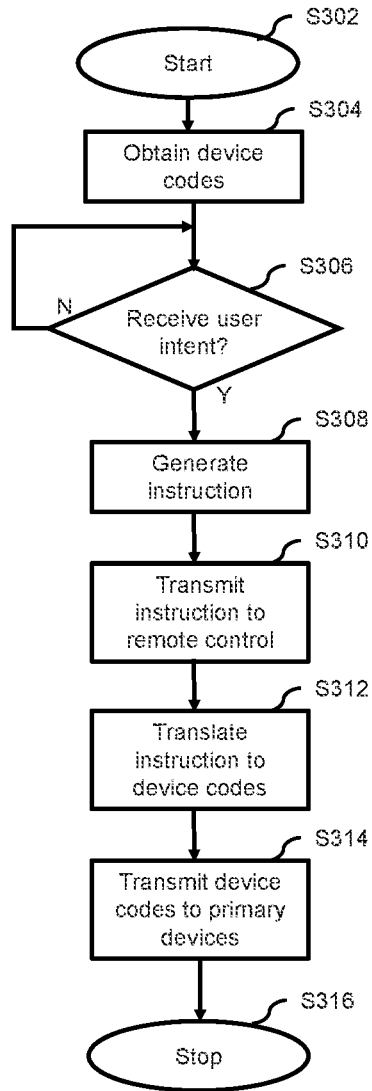 S302
Start
S304
Obtain device
codes
S306
N
Receive user
intent?
Y
S308
Generate
instruction
S310
Transmit
instruction to
remote control
S312
Translate
instruction to
device codes
S314
Transmit device
codes to primary
devices
S316
Stop